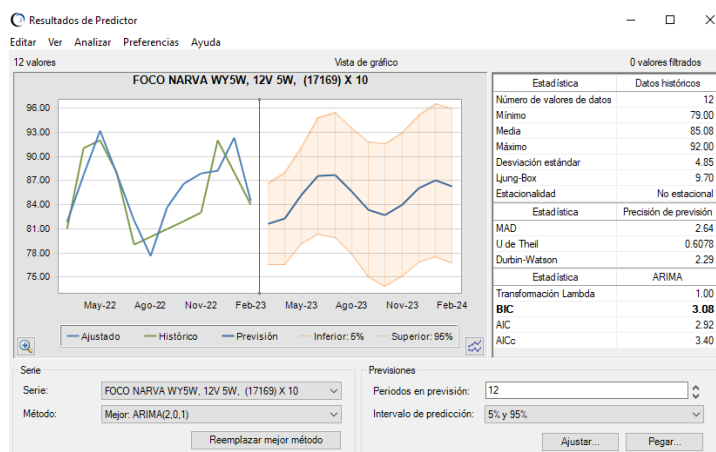 Resultados de Predictor
Editar Ver Analizar Preferencias Ayuda
12 valores Vista de gráfico 0 valores filtrados
FOCO NARVA WY5W, 12V 5W, (17169) X 10
96.00
93.00
90.00
87.00
84.00
81.00
78.00
75.00
May-22 Ago-22 Nov-22 Feb-23 May-23 Ago-23 Nov-23 Feb-24
Ajustado Histórico Previsión Inferior: 5% Superior: 95%
Estadística Datos históricos
Número de valores de datos 12
Mínimo 79.00
Media 85.08
Máximo 92.00
Desviación estándar 4.85
Ljung-Box 9.70
Estacionalidad No estacional
Estadística Precisión de previsión
MAD 2.64
U de Theil 0.6078
Durbin-Watson 2.29
Estadística ARIMA
Transfomación Lambda 1.00
BIC 3.08
AIC 2.92
AICc 3.40
Serie
Serie: FOCO NARVA WY5W, 12V 5W, (17169) X 10
Método: Mejor: ARIMA(2,0,1)
Reemplazar mejor método
Previsiones
Periodos en previsión: 12
Intervalo de predicción: 5% y 95%
Ajustar... Pegar...